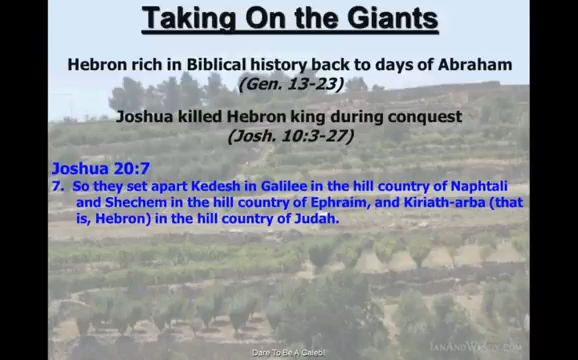 Taking On the Giants
Hebron rich in Biblical history back to days of Abraham
(Gen. 13-23)
Joshua killed Hebron king during conquest
(Josh. 10:3-27)
Joshua 20:7
7. So they set apart Kedesh in Galilee in the hill country of Naphtali
and Shechem in the hill country of Ephraim, and Kiriath-arba (that
is, Hebron) in the hill country of Judah.
IanAndWendy.com
Dare To Be A Caleb!